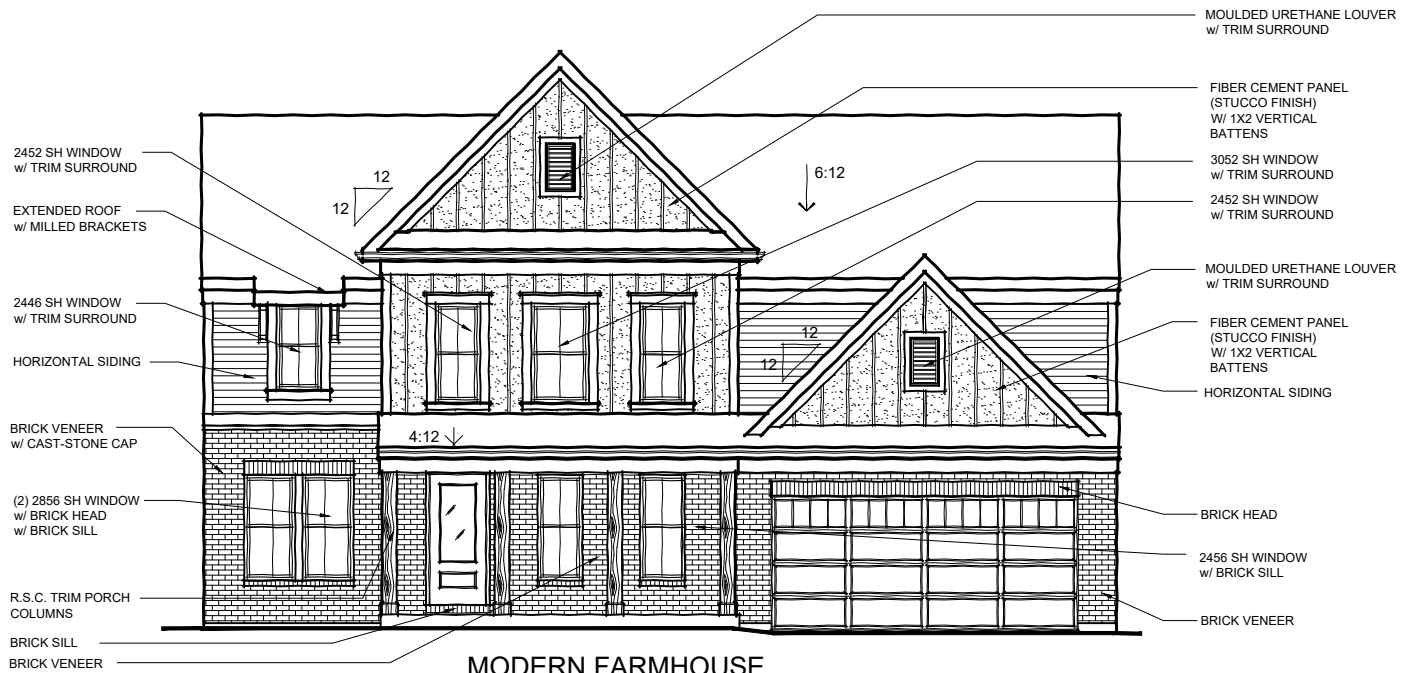 MOULDED URETHANE LOUVER
w/ TRIM SURROUND
FIBER CEMENT PANEL
(STUCCO FINISH)
W/ 1X2 VERTICAL
BATTENS
2452 SH WINDOW
w/ TRIM SURROUND
3052 SH WINDOW
w/ TRIM SURROUND
12
12
6:12
EXTENDED ROOF
w/ MILLED BRACKETS
2452 SH WINDOW
w/ TRIM SURROUND
MOULDED URETHANE LOUVER
w/ TRIM SURROUND
2446 SH WINDOW
w/ TRIM SURROUND
FIBER CEMENT PANEL
(STUCCO FINISH)
W/ 1X2 VERTICAL
BATTENS
12
12
HORIZONTAL SIDING
HORIZONTAL SIDING
BRICK VENEER
w/ CAST-STONE CAP
4:12
(2) 2856 SH WINDOW
w/ BRICK HEAD
w/ BRICK SILL
BRICK HEAD
2456 SH WINDOW
w/ BRICK SILL
R.S.C. TRIM PORCH
COLUMNS
BRICK VENEER
BRICK SILL
BRICK VENEER
MODERN FARMHOUSE